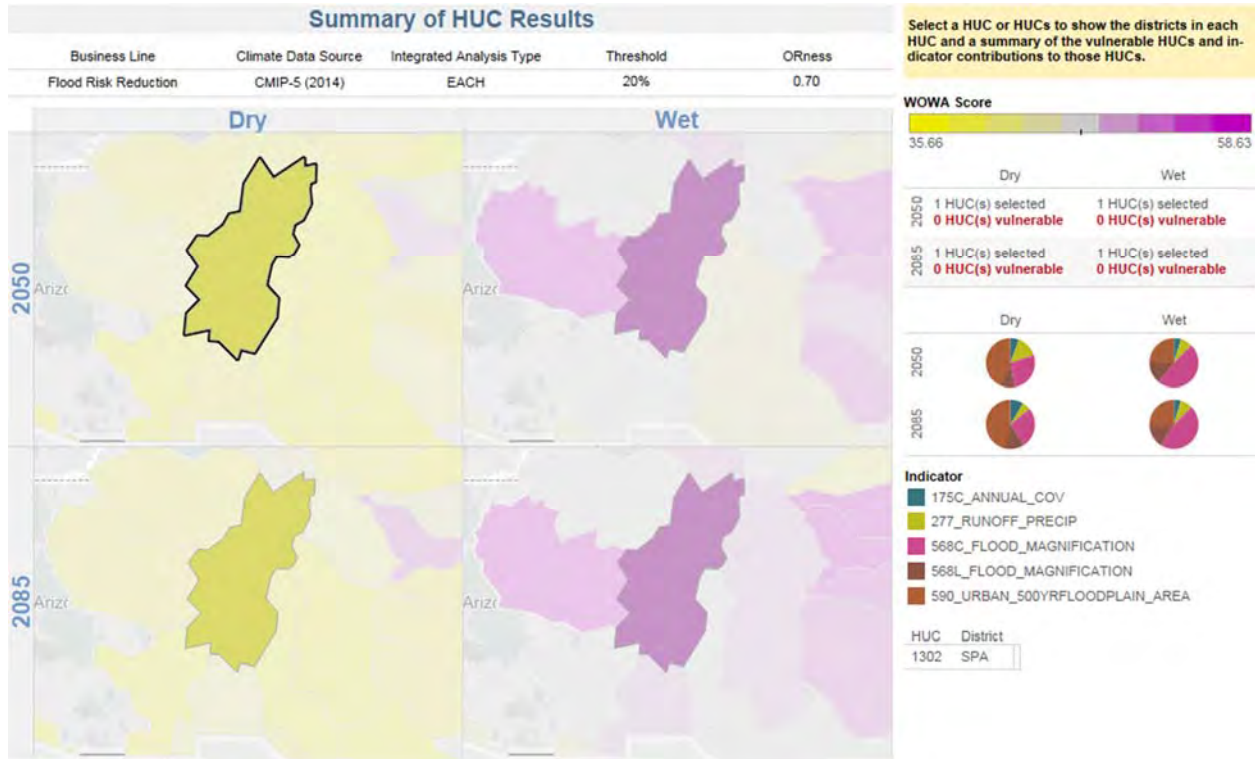 Summary of HUC Results
Business Line Climate Data Source Integrated Analysis Type Threshold ORness
Flood Risk Reduction CMIP-5 (2014) EACH 20% 0.70
Dry Wet
2050
Arizo
2085
Arizo Arizo
Select a HUC or HUCs to show the districts in each
HUC and a summary of the vulnerable HUCs and in-
dicator contributions to those HUCs.
WOWA Score
35.66 58.63
Dry Wet
2050
1 HUC(s) selected 1 HUC(s) selected
0 HUC(s) vulnerable 0 HUC(s) vulnerable
2085
1 HUC(s) selected 1 HUC(s) selected
0 HUC(s) vulnerable 0 HUC(s) vulnerable
Dry Wet
2050
2085
Indicator
175C_ANNUAL_COV
277_RUNOFF_PRECIP
568C_FLOOD_MAGNIFICATION
568L_FLOOD_MAGNIFICATION
590_URBAN_500YRFLOODPLAIN_AREA
HUC District
1302 SPA